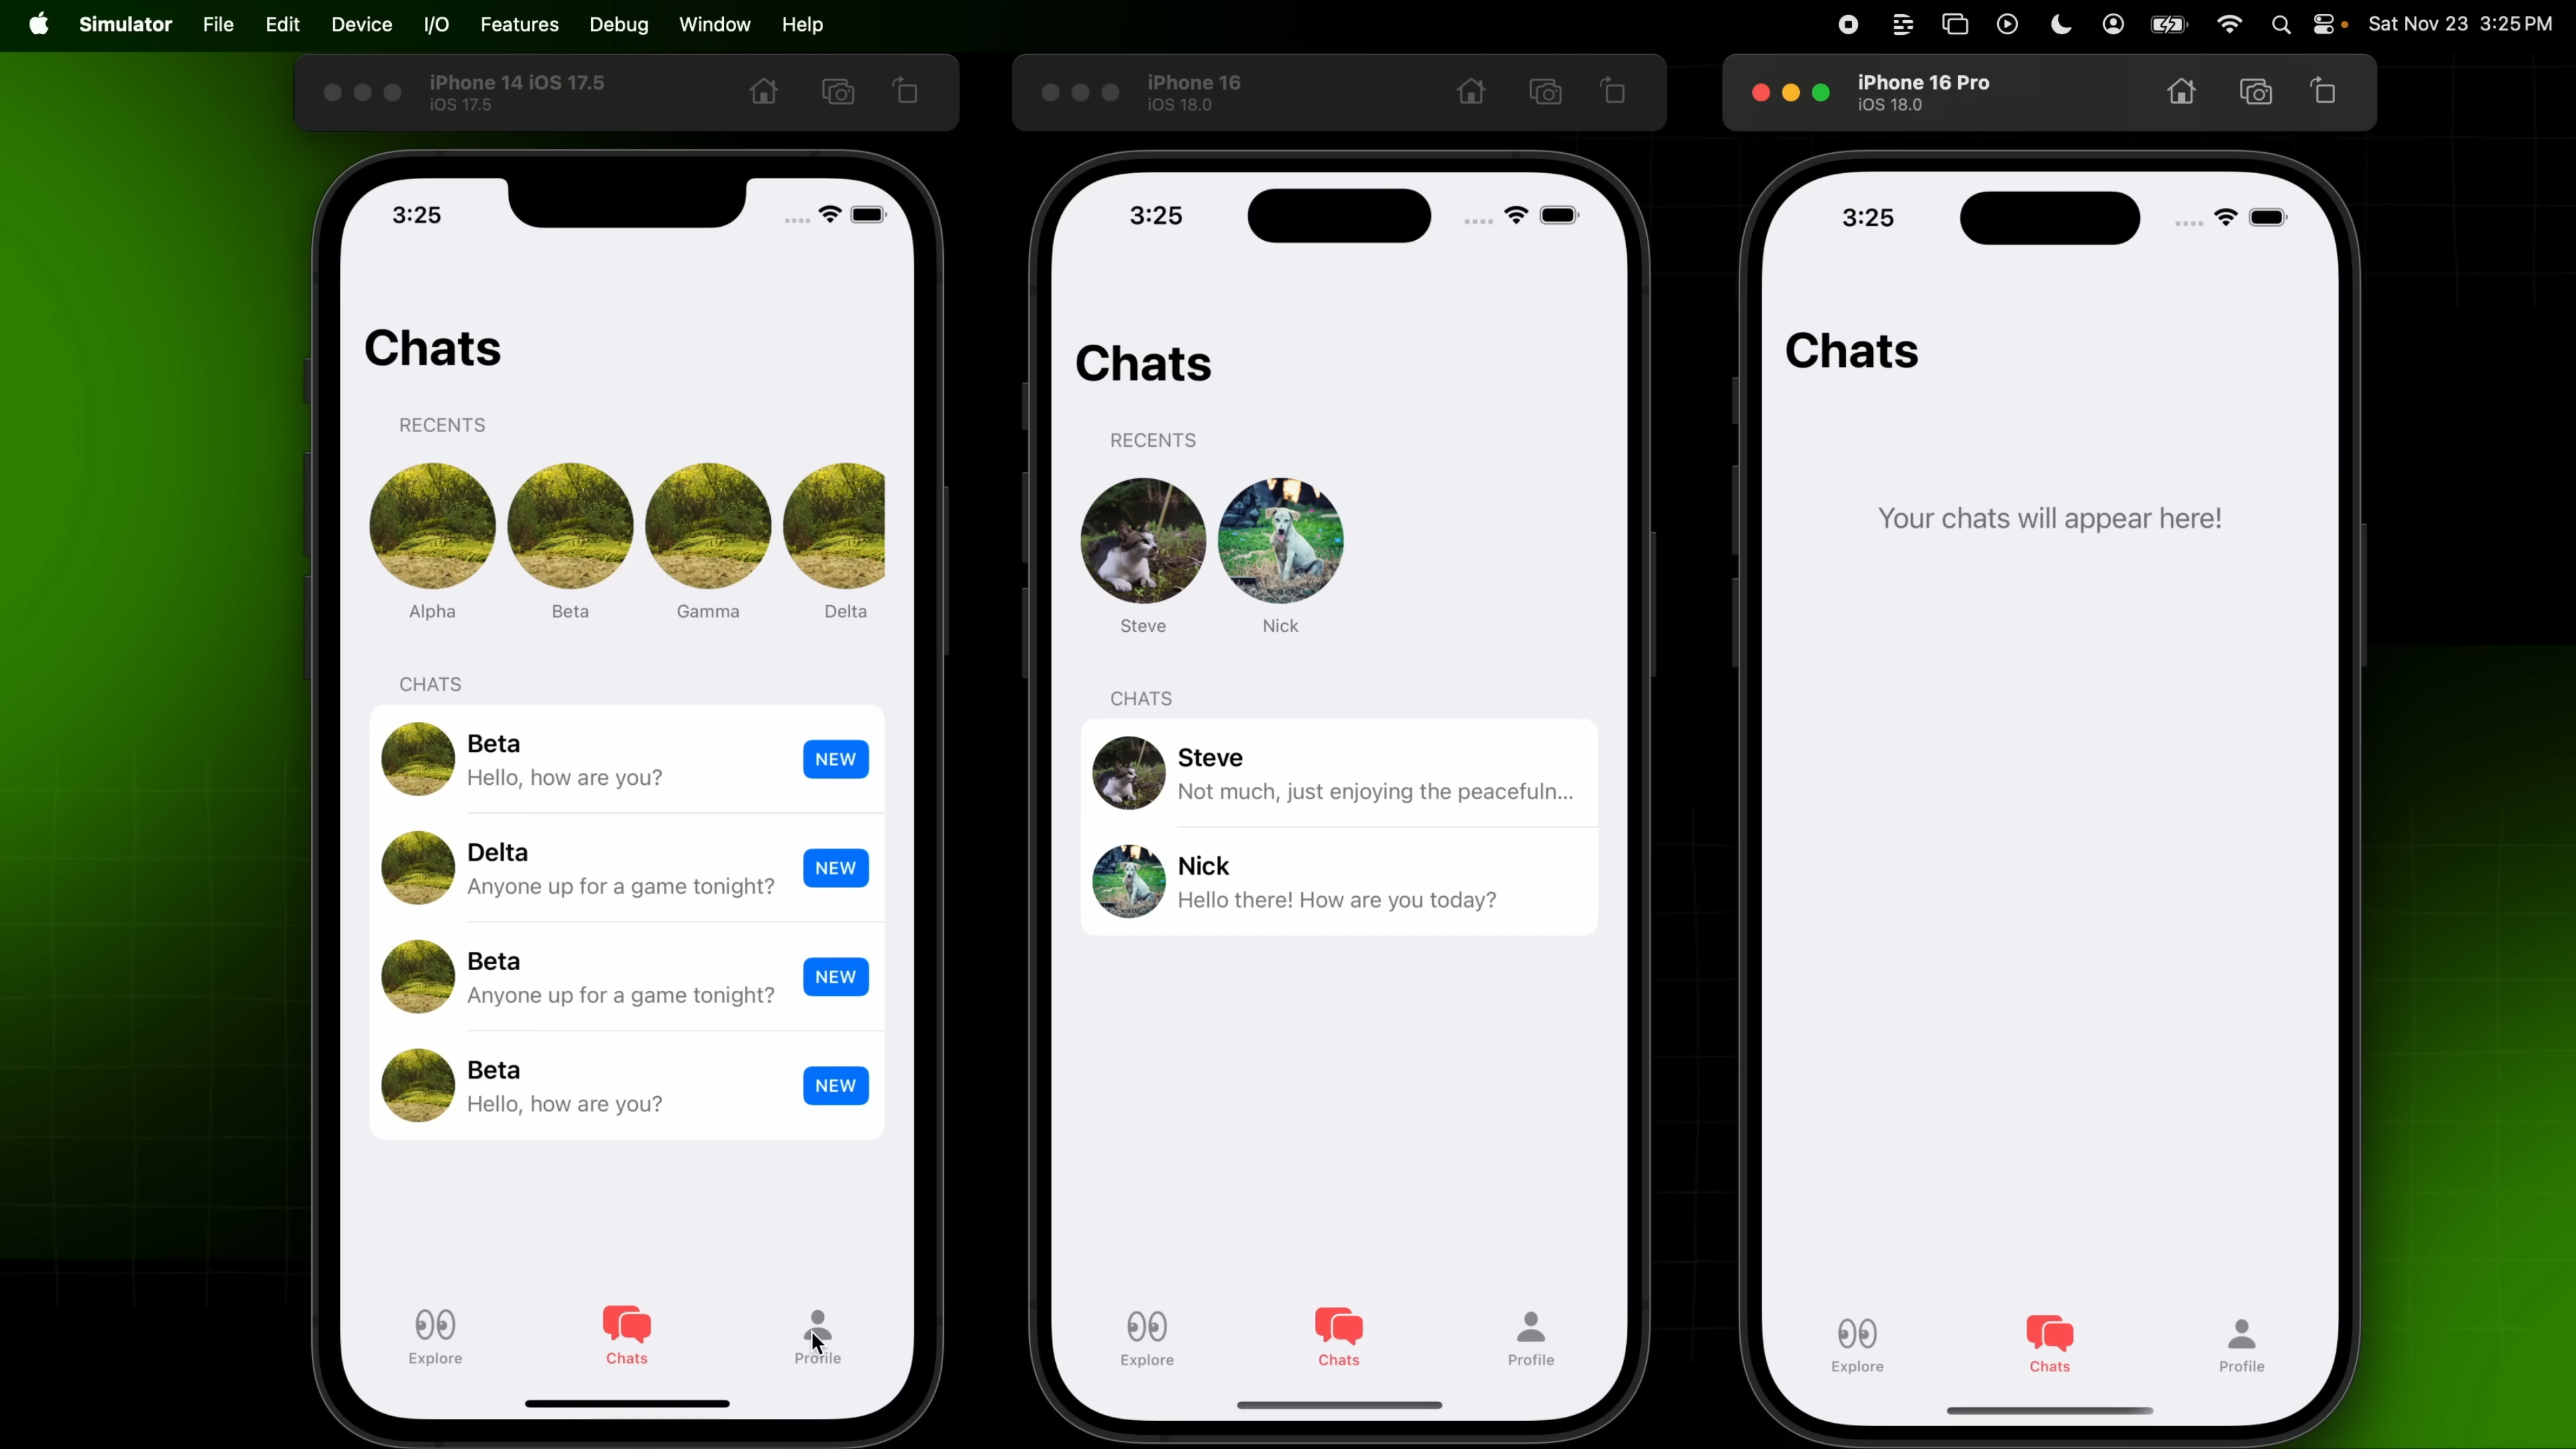 Simulator File Edit Device I/O Features Debug Window Help Sat Nov 23 3:25 PM
iPhone 14 iOS 17.5
iOS 17.5
3:25
Chats
RECENTS
Alpha Beta Gamma Delta
CHATS
Beta
Hello, how are you?
NEW
Delta
Anyone up for a game tonight?
NEW
Beta
Anyone up for a game tonight?
NEW
Beta
Hello, how are you?
NEW
Explore Chats Profile
iPhone 16
iOS 18.0
3:25
Chats
RECENTS
Steve Nick
CHATS
Steve
Not much, just enjoying the peacefuln...
Nick
Hello there! How are you today?
Explore Chats Profile
iPhone 16 Pro
iOS 18.0
3:25
Chats
Your chats will appear here!
Explore Chats Profile